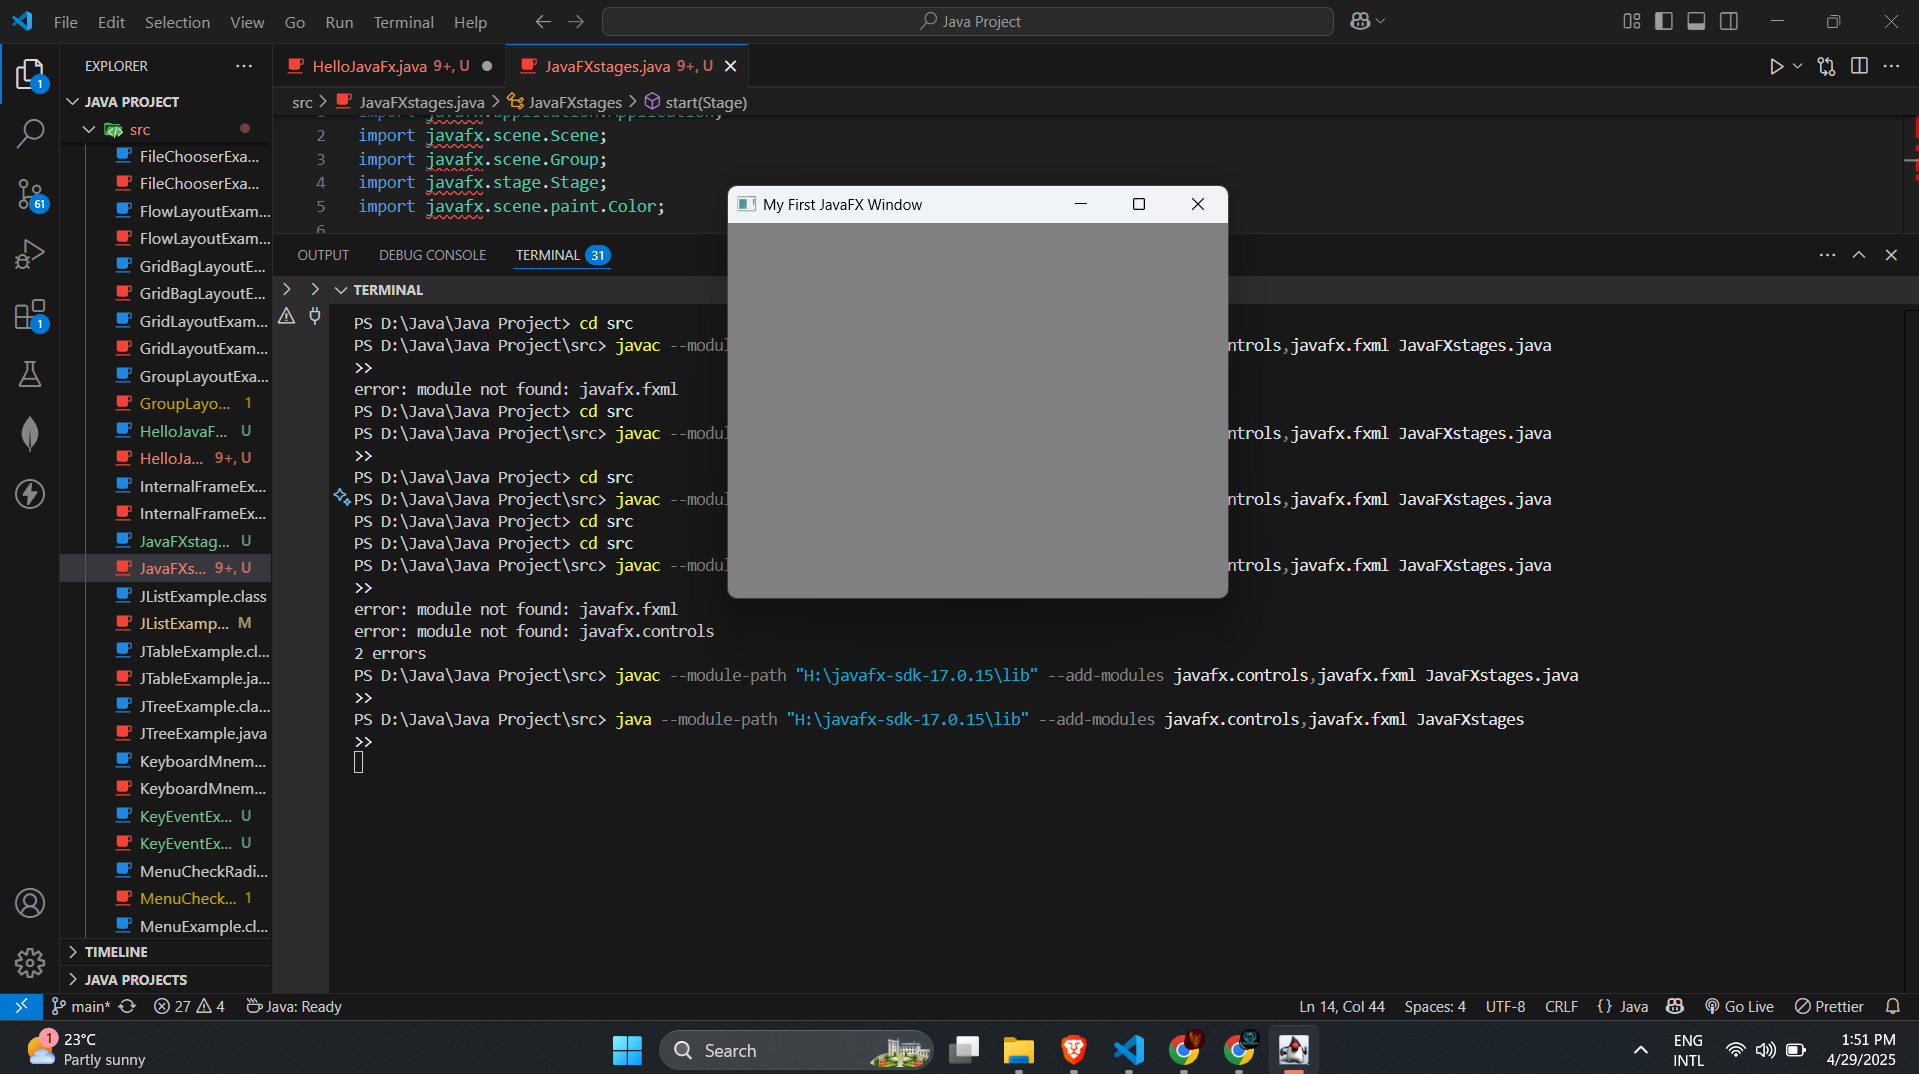 File Edit Selection View Go Run Terminal Help
Java Project
EXPLORER
JAVA PROJECT
src
FileChooserExa...
FileChooserExa...
FlowLayoutExam...
FlowLayoutExam...
GridBagLayoutE...
GridBagLayoutE...
GridLayoutExam...
GridLayoutExam...
GroupLayoutExa...
GroupLayo... 1
HelloJavaF... U
HelloJa... 9+, U
InternalFrameEx...
InternalFrameEx...
JavaFXstag... U
JavaFXs... 9+, U
JListExample.class
JListExamp... M
JTableExample.cl...
JTableExample.ja...
JTreeExample.cla...
JTreeExample.java
KeyboardMnem...
KeyboardMnem...
KeyEventEx... U
KeyEventEx... U
MenuCheckRadi...
MenuCheck... 1
MenuExample.cl...
TIMELINE
JAVA PROJECTS
1
61
1
HelloJavaFx.java 9+, U
JavaFXstages.java 9+, U
src > JavaFXstages.java > JavaFXstages > start(Stage)
1 import javafx.application.Application;
2 import javafx.scene.Scene;
3 import javafx.scene.Group;
4 import javafx.stage.Stage;
5 import javafx.scene.paint.Color;
6
OUTPUT DEBUG CONSOLE TERMINAL 31
TERMINAL
PS D:\Java\Java Project> cd src
PS D:\Java\Java Project\src> javac --modul ntrols,javafx.fxml JavaFXstages.java
>>
error: module not found: javafx.fxml
PS D:\Java\Java Project> cd src
PS D:\Java\Java Project\src> javac --modul ntrols,javafx.fxml JavaFXstages.java
>>
PS D:\Java\Java Project> cd src
PS D:\Java\Java Project\src> javac --modul ntrols,javafx.fxml JavaFXstages.java
PS D:\Java\Java Project> cd src
PS D:\Java\Java Project> cd src
PS D:\Java\Java Project\src> javac --modul ntrols,javafx.fxml JavaFXstages.java
>>
error: module not found: javafx.fxml
error: module not found: javafx.controls
2 errors
PS D:\Java\Java Project\src> javac --module-path "H:\javafx-sdk-17.0.15\lib" --add-modules javafx.controls,javafx.fxml JavaFXstages.java
>>
PS D:\Java\Java Project\src> java --module-path "H:\javafx-sdk-17.0.15\lib" --add-modules javafx.controls,javafx.fxml JavaFXstages
>>
My First JavaFX Window
main* 27 4 Java: Ready
Ln 14, Col 44 Spaces: 4 UTF-8 CRLF {} Java Go Live Prettier
1
23°C
Partly sunny
Search
ENG
INTL
1:51 PM
4/29/2025